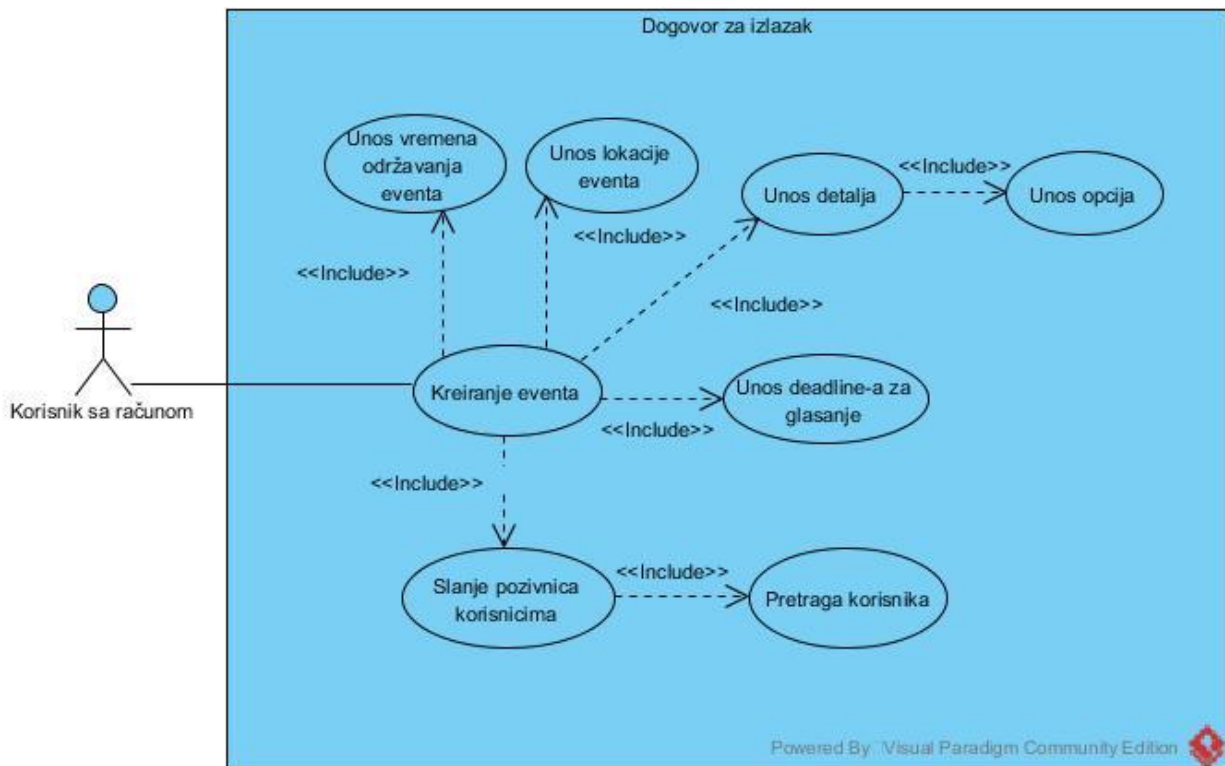 Dogovor za izlazak
Unos vremena
održavanja
eventa
Unos lokacije
eventa
<<Include>>
Unos detalja
Unos opcija
<<Include>>
<<Include>>
<<Include>>
Korisnik sa računom
Kreiranje eventa
Unos deadline-a za
glasanje
<<Include>>
<<Include>>
Slanje pozivnica
korisnicima
<<Include>>
Pretraga korisnika
Powered By Visual Paradigm Community Edition